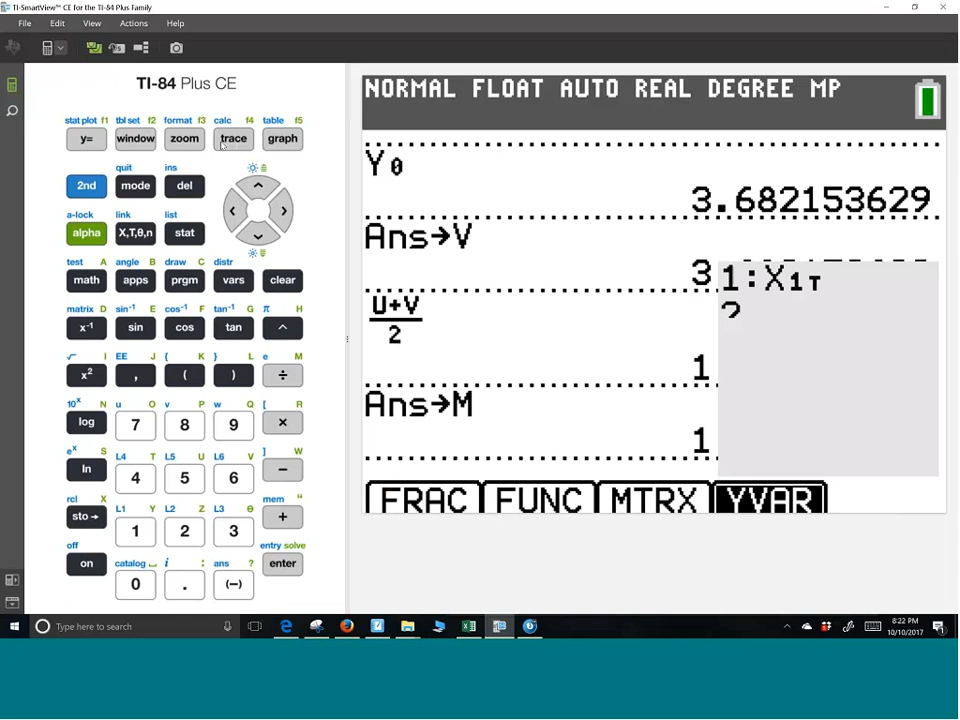 TI-SmartView™ CE for the TI-84 Plus Family
File Edit View Actions Help
TI-84 Plus CE
stat plot f1 tbl set f2 format f3 calc f4 table f5
y= window zoom trace graph
quit ins
2nd mode del
a-lock link list
alpha X,T,θ,n stat
test A angle B draw C distr
math apps prgm vars clear
matrix D sin⁻¹ E cos⁻¹ F tan⁻¹ G π H
x⁻¹ sin cos tan ^
√ I EE J { K } L e M
x² , ( ) ÷
10ˣ N u O v P w Q [ R
log 7 8 9 ×
eˣ S L4 T L5 U L6 V ] W
ln 4 5 6 −
rcl X L1 Y L2 Z L3 θ mem "
sto→ 1 2 3 +
off catalog ⎵ i : ans ? entry solve
on 0 . (−) enter
NORMAL FLOAT AUTO REAL DEGREE MP
Y0
3.682153629
Ans→V
3
U+V
2
1
Ans→M
1
1:X1T
2
FRAC FUNC MTRX YVAR
Type here to search
8:22 PM
10/10/2017